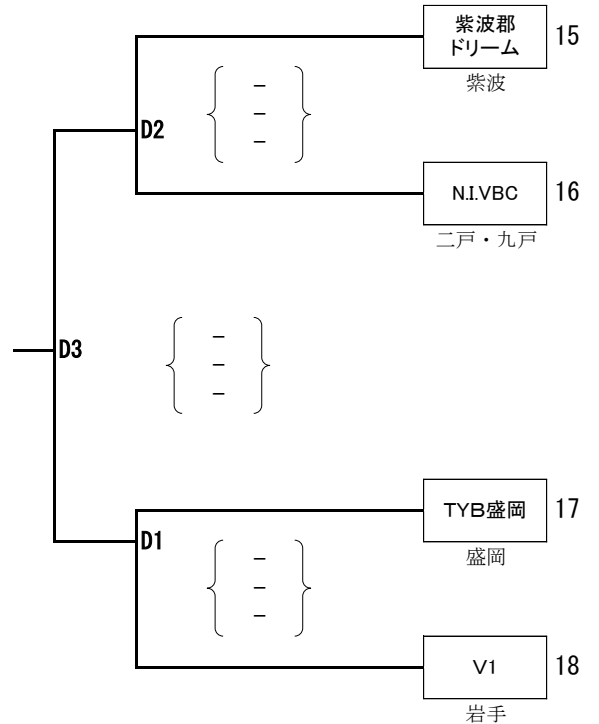 紫波郡
ドリーム
15
紫波
–
–
–
D2
N.I.VBC
16
二戸・九戸
D3
–
–
–
TYB盛岡
17
盛岡
D1
–
–
–
V1
18
岩手